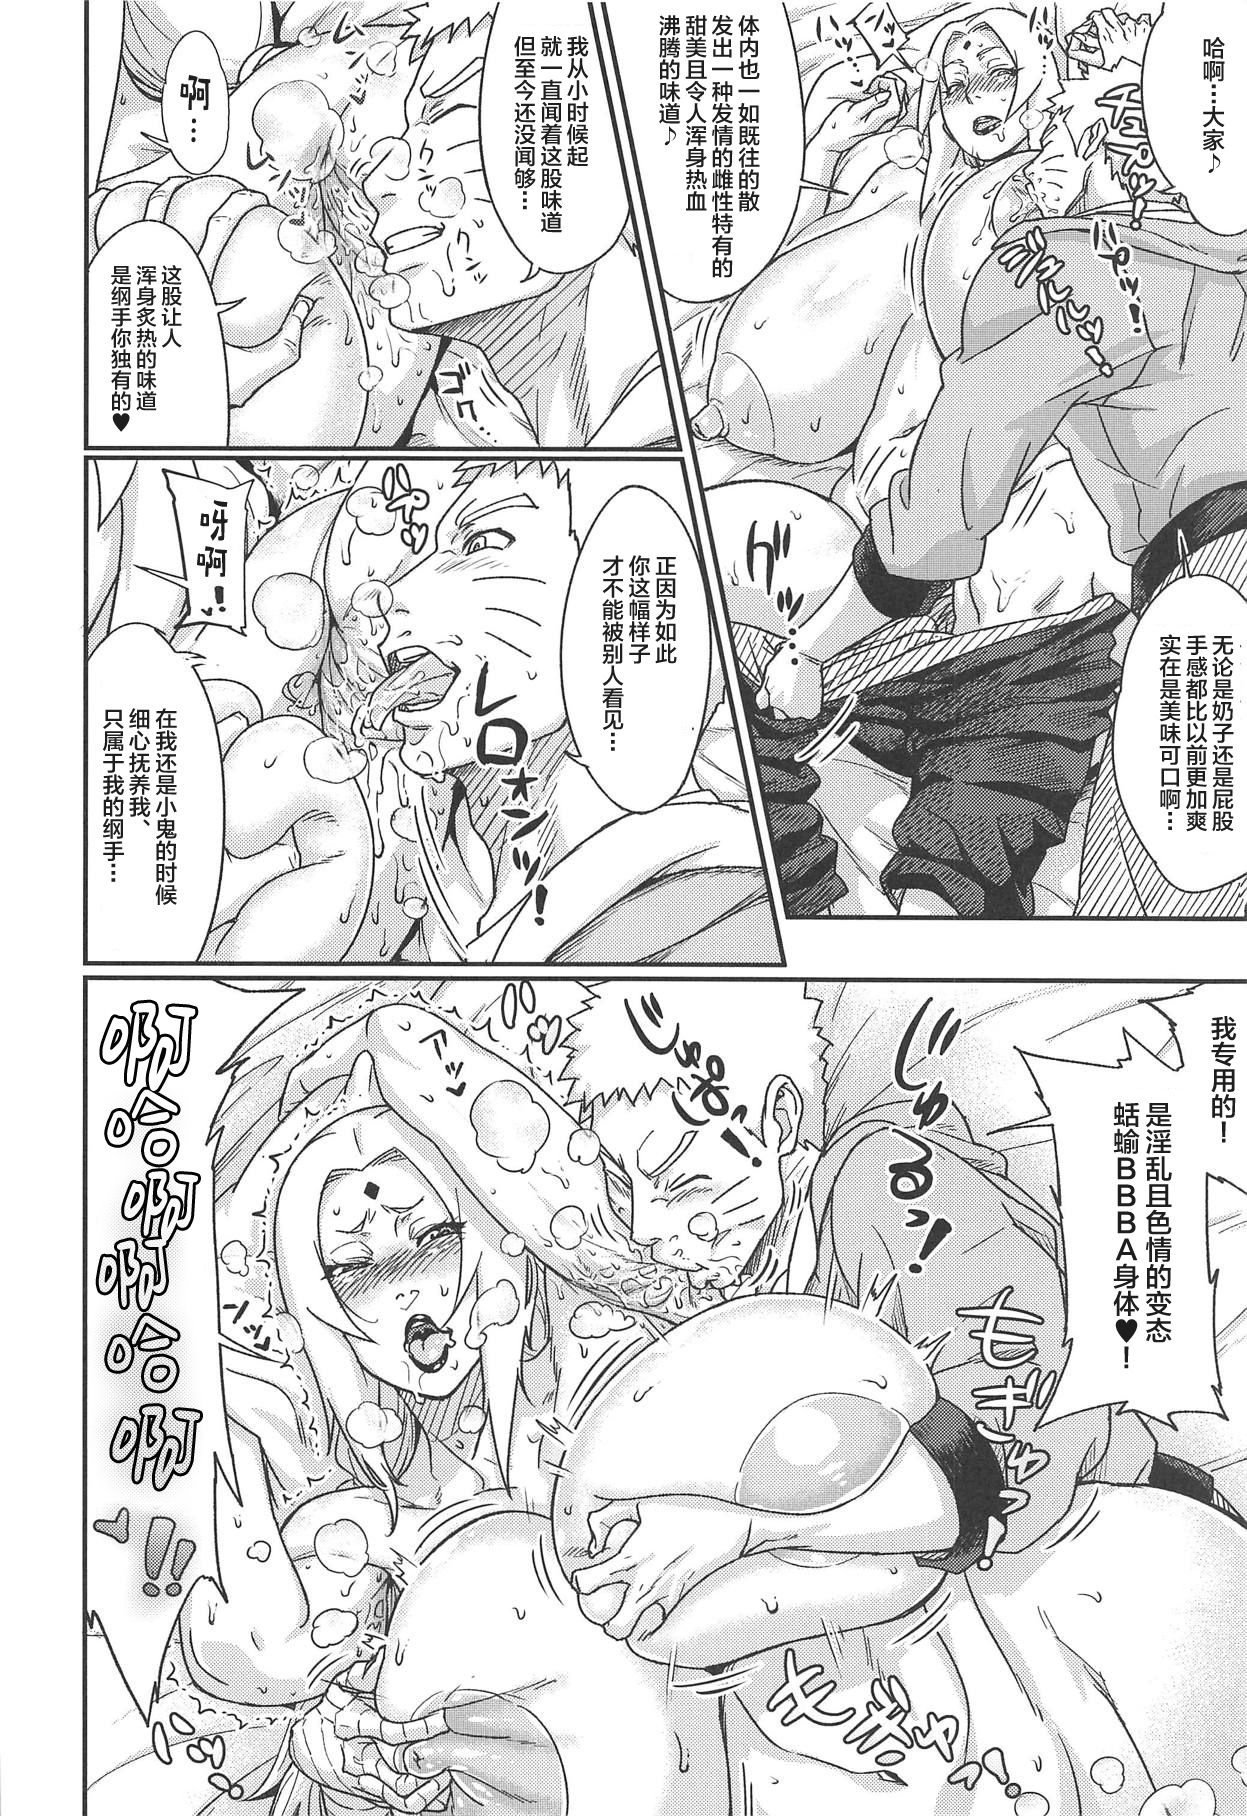 哈啊…大家♪
体内也一如既往的散
发出一种发情的雌性特有的
甜美且令人浑身热血
沸腾的味道♪
无论是奶子还是屁股
手感都比以前更加爽
实在是美味可口啊…
我从小时候起
就一直闻着这股味道
但至今还没闻够…
啊…
这股让人
浑身炙热的味道
是纲手你独有的♥
正因为如此
你这幅样子
才不能被别人看见…
呀啊
在我还是小鬼的时候
细心抚养我、
只属于我的纲手…
我专用的！
是淫乱且色情的变态
蛞蝓BBBA身体♥！
啊哈啊啊哈啊♥!!